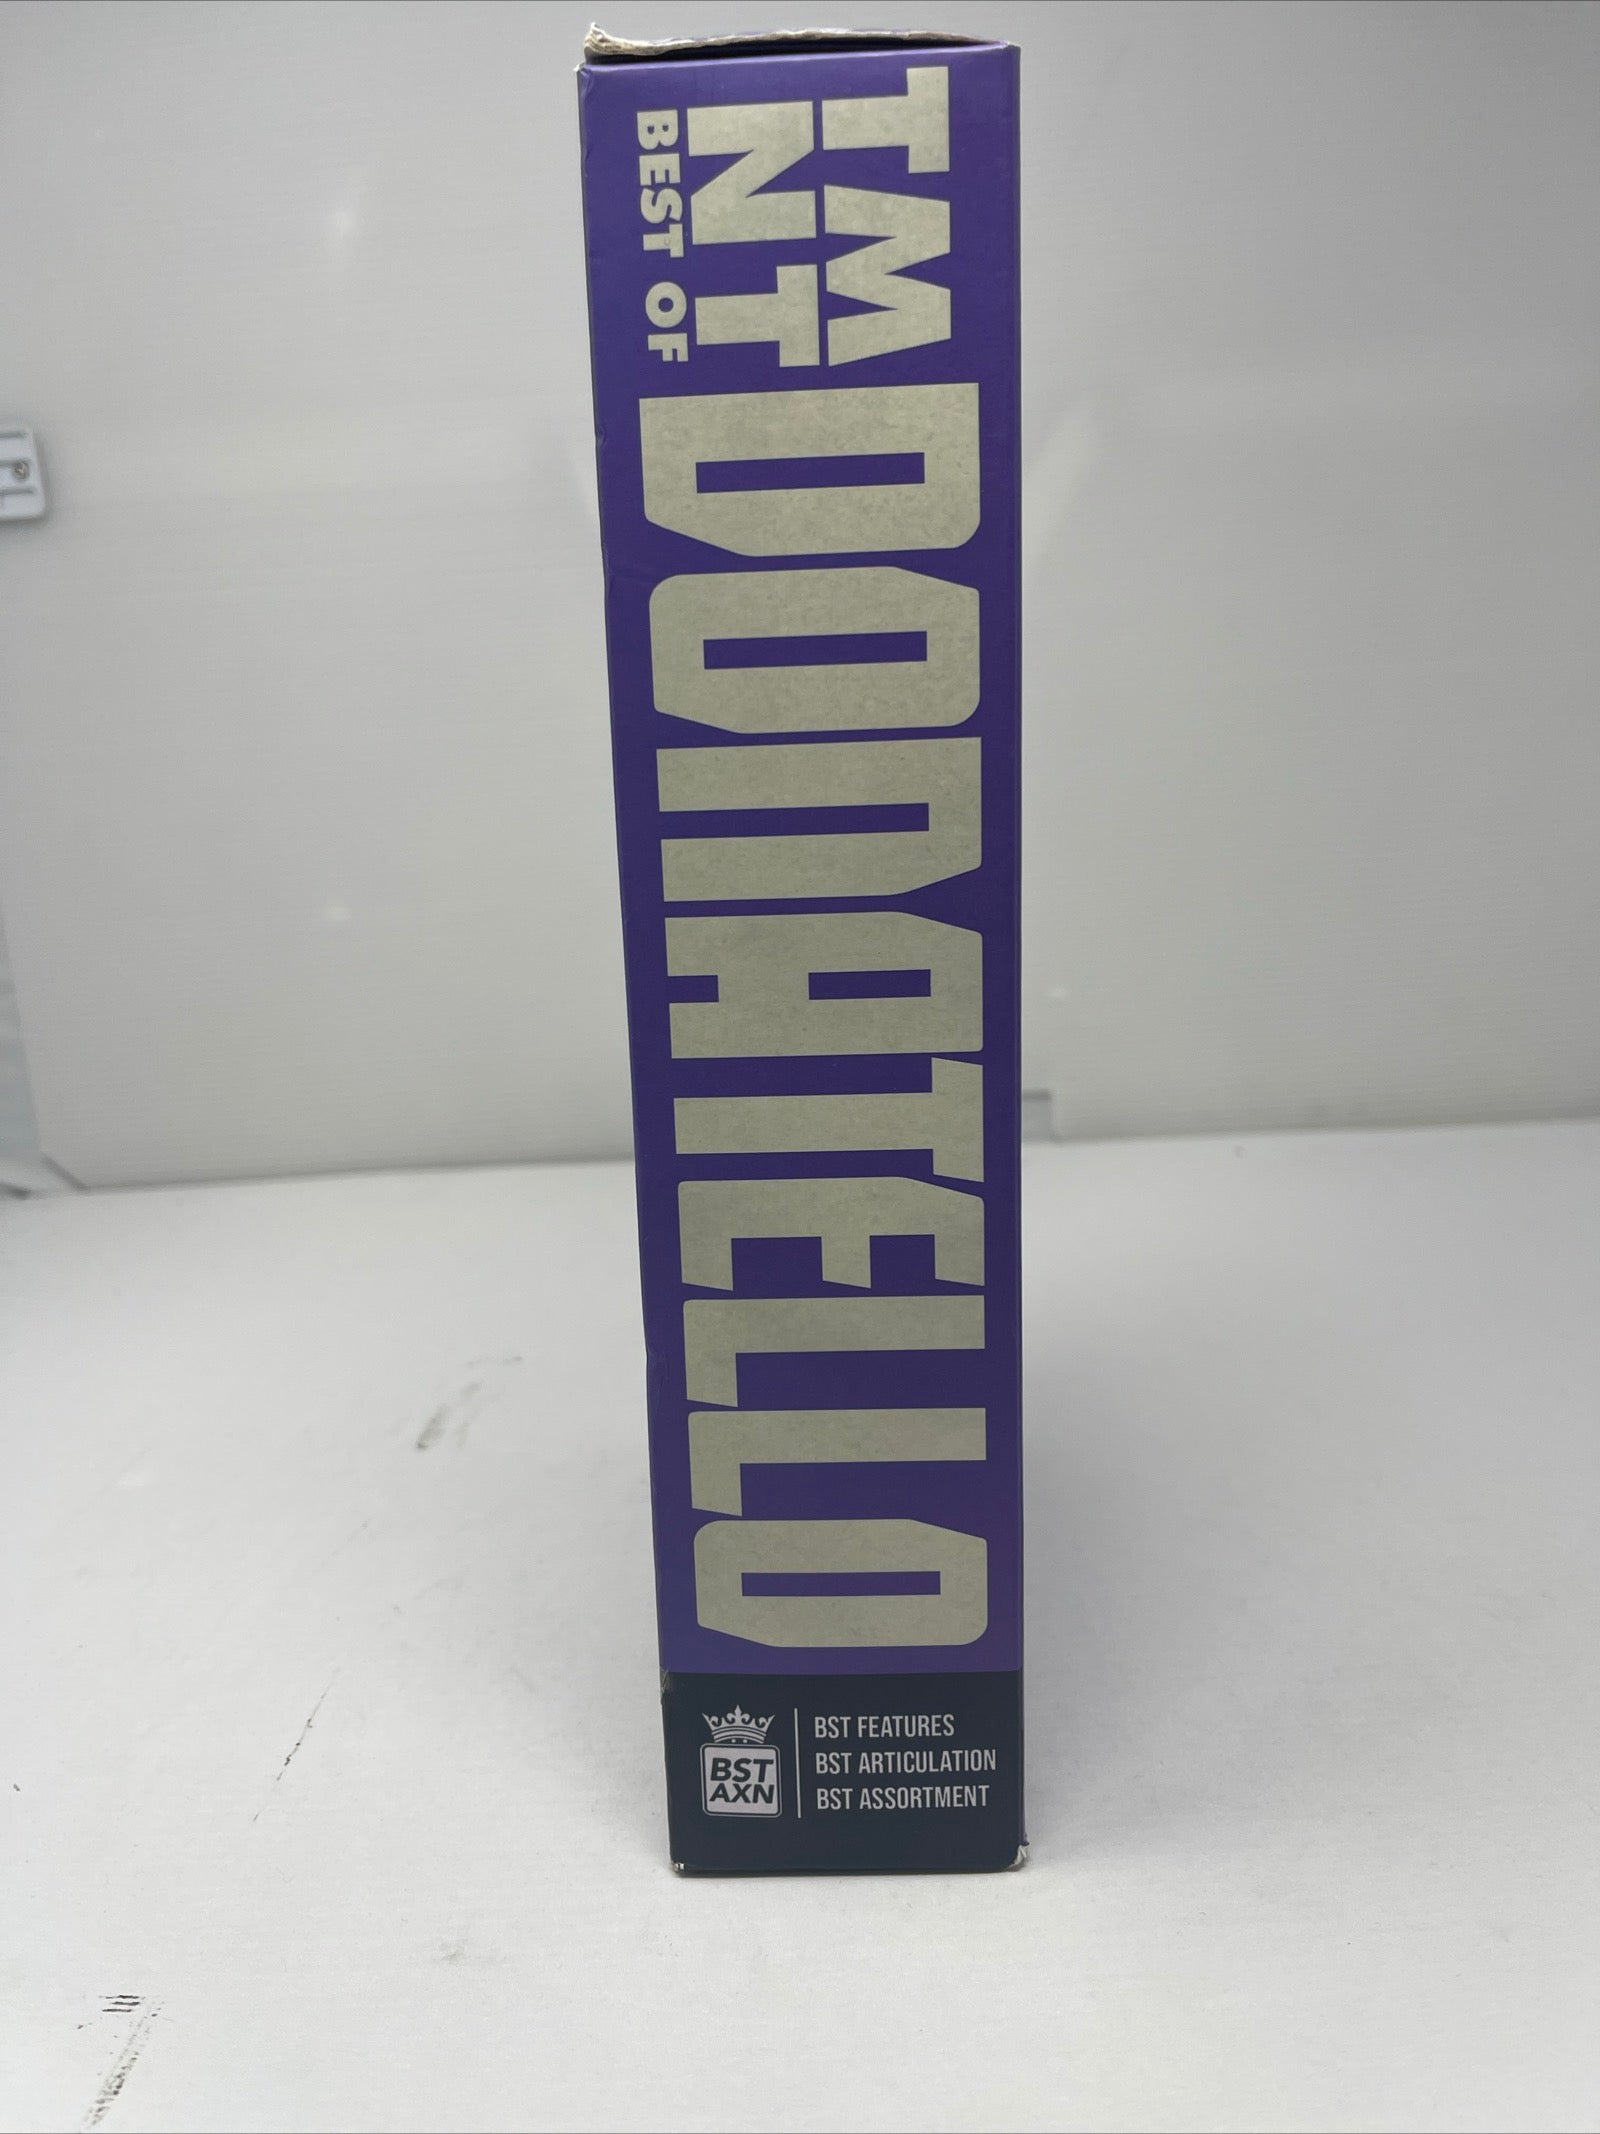 TM
NT
BEST OF
DONATELLO
BST
AXN
BST FEATURES
BST ARTICULATION
BST ASSORTMENT